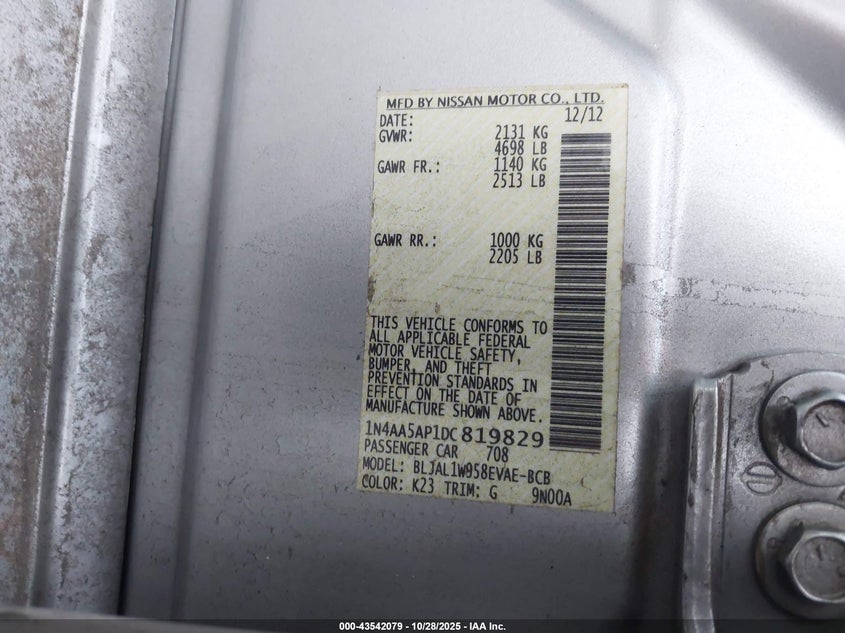 MFD BY NISSAN MOTOR CO., LTD.
DATE: 12/12
GVWR: 2131 KG
4698 LB
GAWR FR.: 1140 KG
2513 LB
GAWR RR.: 1000 KG
2205 LB
THIS VEHICLE CONFORMS TO
ALL APPLICABLE FEDERAL
MOTOR VEHICLE SAFETY,
BUMPER, AND THEFT
PREVENTION STANDARDS IN
EFFECT ON THE DATE OF
MANUFACTURE SHOWN ABOVE.
1N4AA5AP1DC819829
PASSENGER CAR 708
MODEL: BLJAL1W958EVAE-BCB
COLOR: K23 TRIM: G 9N00A
000-43542079 - 10/28/2025 - IAA Inc.